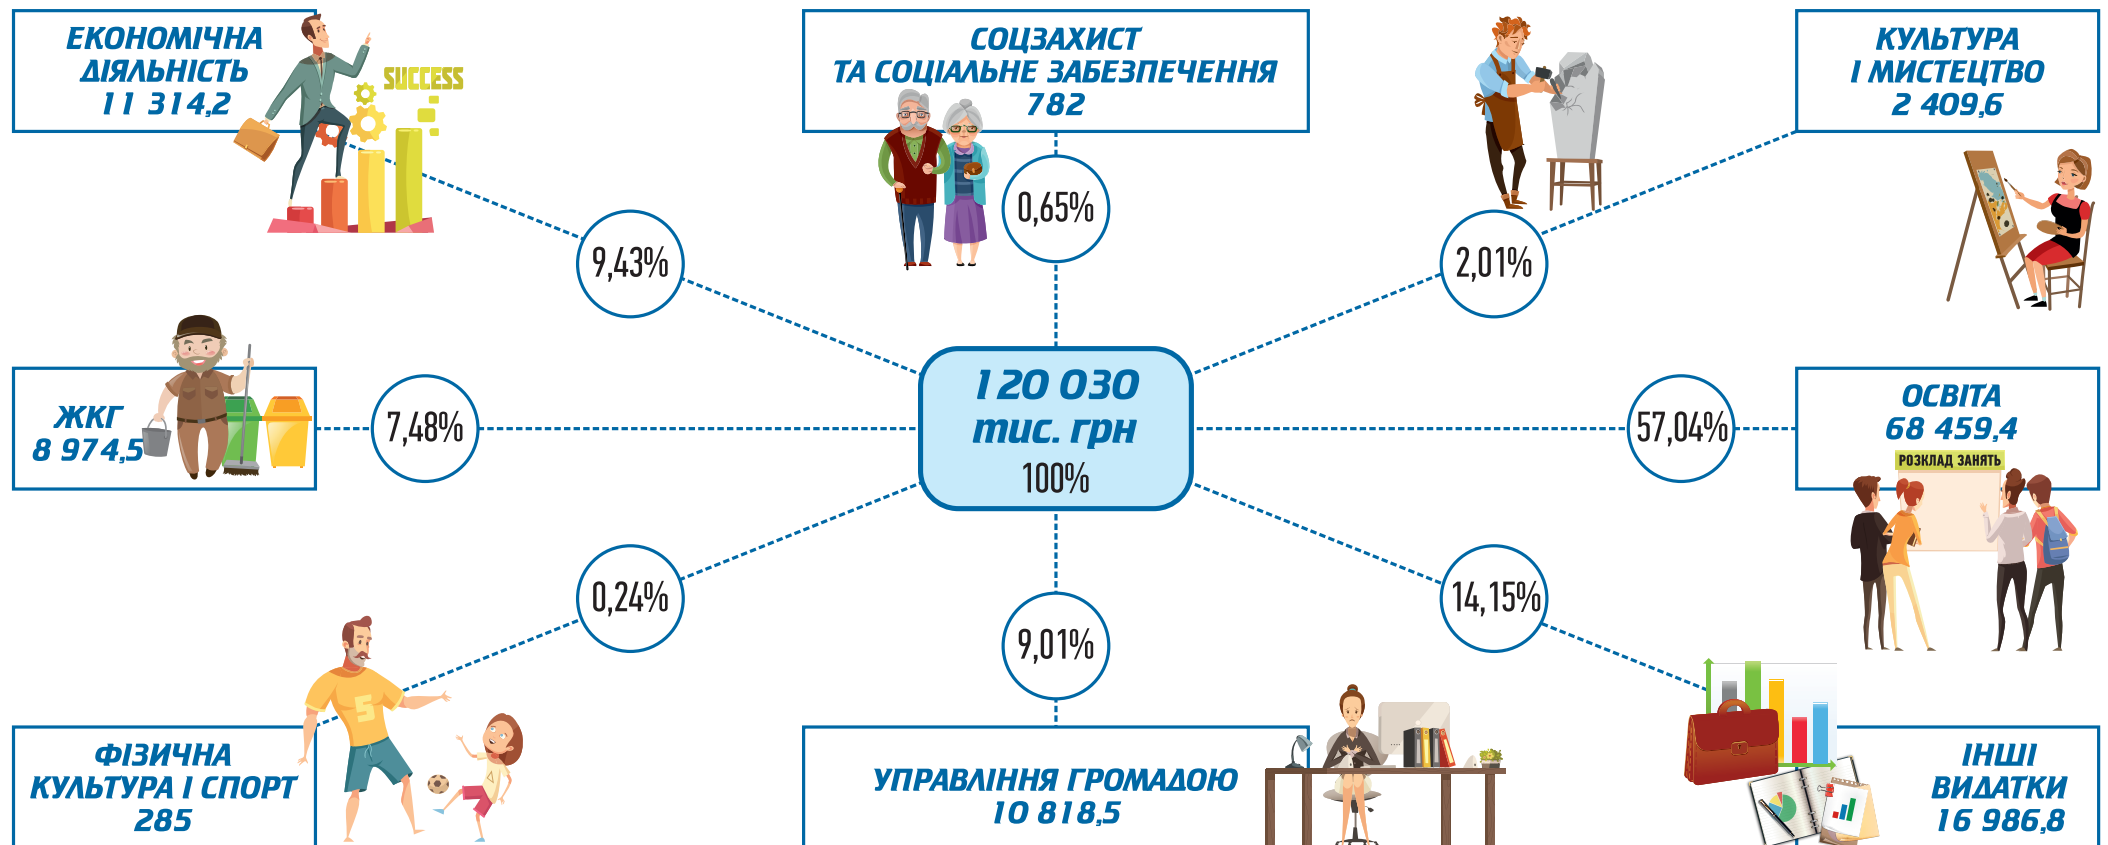 ЕКОНОМІЧНА
ДІЯЛЬНІСТЬ
11 314,2
SUCCESS
СОЦЗАХИСТ
ТА СОЦІАЛЬНЕ ЗАБЕЗПЕЧЕННЯ
782
КУЛЬТУРА
І МИСТЕЦТВО
2 409,6
9,43%
0,65%
2,01%
ЖКГ
8 974,5
7,48%
120 030
тис. грн
100%
57,04%
ОСВІТА
68 459,4
РОЗКЛАД ЗАНЯТЬ
0,24%
9,01%
14,15%
5
ФІЗИЧНА
КУЛЬТУРА І СПОРТ
285
УПРАВЛІННЯ ГРОМАДОЮ
10 818,5
ІНШІ
ВИДАТКИ
16 986,8